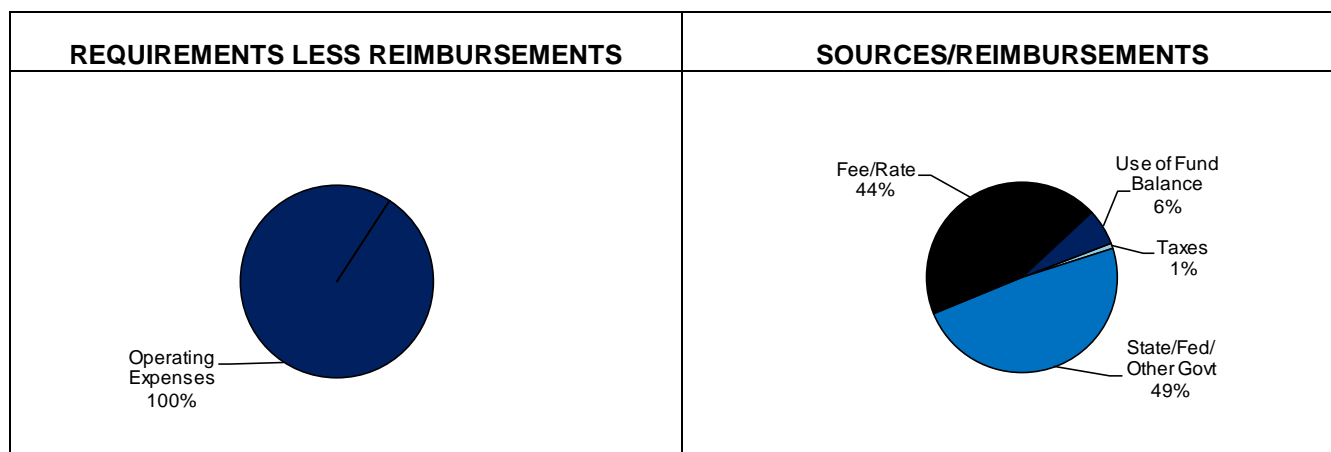 REQUIREMENTS LESS REIMBURSEMENTS
Operating
Expenses
100%
SOURCES/REIMBURSEMENTS
Fee/Rate
44%
Use of Fund
Balance
6%
Taxes
1%
State/Fed/
Other Govt
49%